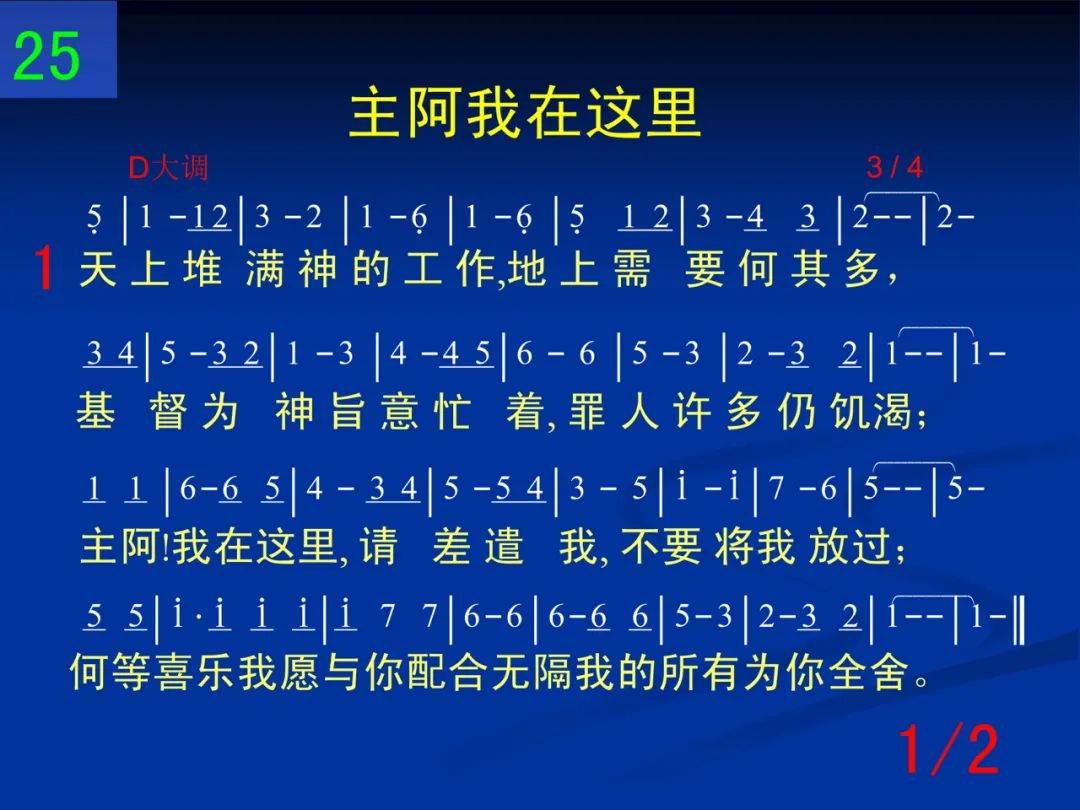 25
主阿我在这里
D大调 3 / 4
5̣ |1 -12|3 -2 |1 -6̣ |1 -6̣ |5̣ 1 2|3 -4 3 |2--|2-
1 天上堆 满神的工作,地上需 要何其多，
3 4|5 -3 2|1 -3 |4 -4 5|6 - 6 |5 -3 |2 -3 2|1--|1-
基 督为 神旨意忙 着, 罪人许多仍饥渴；
1 1 |6-6 5|4 - 3 4|5 -5 4|3 - 5|i -i|7 -6|5--|5-
主阿!我在这里, 请 差遣 我, 不要将我放过；
5 5|i · i i i|i 7 7|6-6|6-6 6|5-3|2-3 2|1--|1-‖
何等喜乐我愿与你配合无隔我的所有为你全舍。
1/2